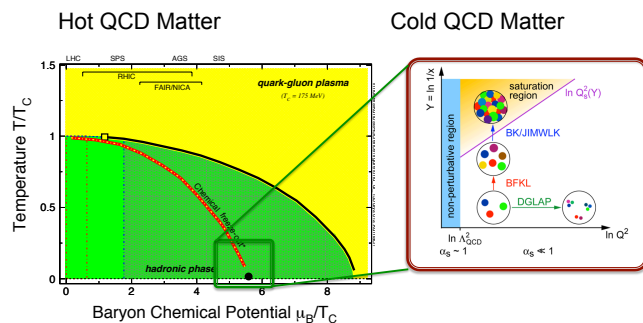 Hot QCD Matter
Cold QCD Matter
LHC SPS AGS SIS
RHIC
FAIR/NICA
quark-gluon plasma
(T_C = 175 MeV)
Temperature T/T_C
1.5
1
0.5
0
Chemical freeze out
hadronic phase
0 2 4 6 8
Baryon Chemical Potential μ_B/T_C
Y = ln 1/x
non-perturbative region
saturation
region
ln Q_s^2(Y)
BK/JIMWLK
BFKL
DGLAP
ln Λ_QCD^2
ln Q^2
α_s ~ 1
α_s ≪ 1